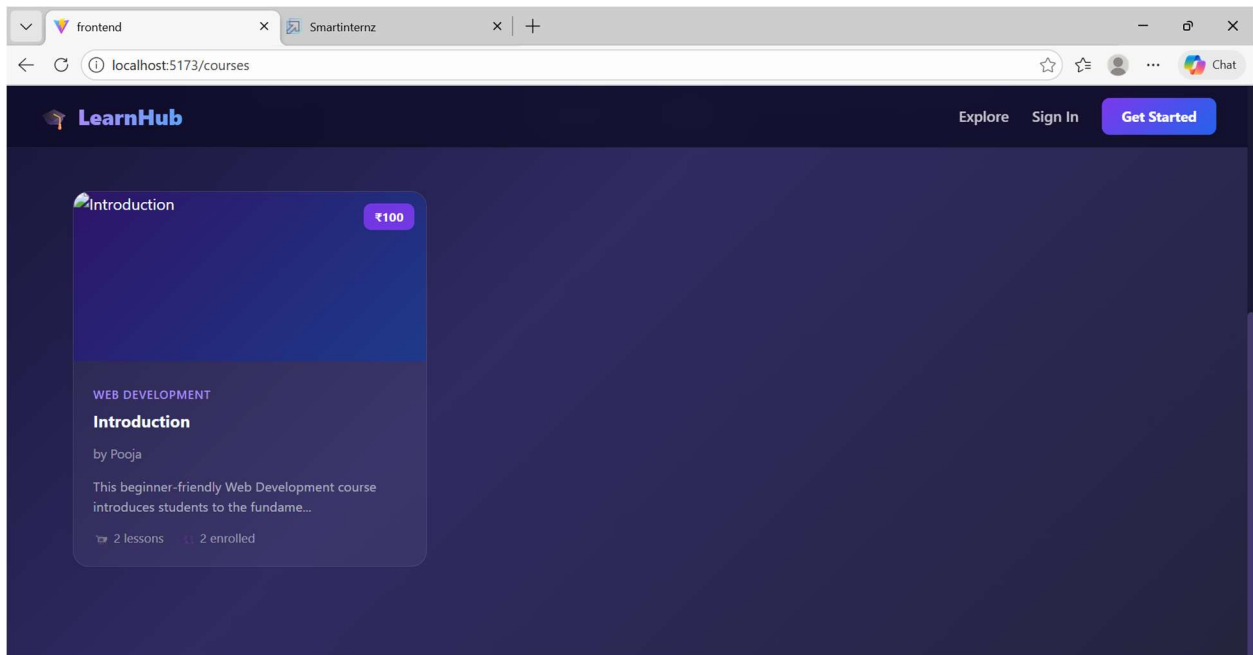 frontend
Smartinternz
localhost:5173/courses
Chat
LearnHub
Explore
Sign In
Get Started
Introduction
₹100
WEB DEVELOPMENT
Introduction
by Pooja
This beginner-friendly Web Development course
introduces students to the fundame...
2 lessons
2 enrolled